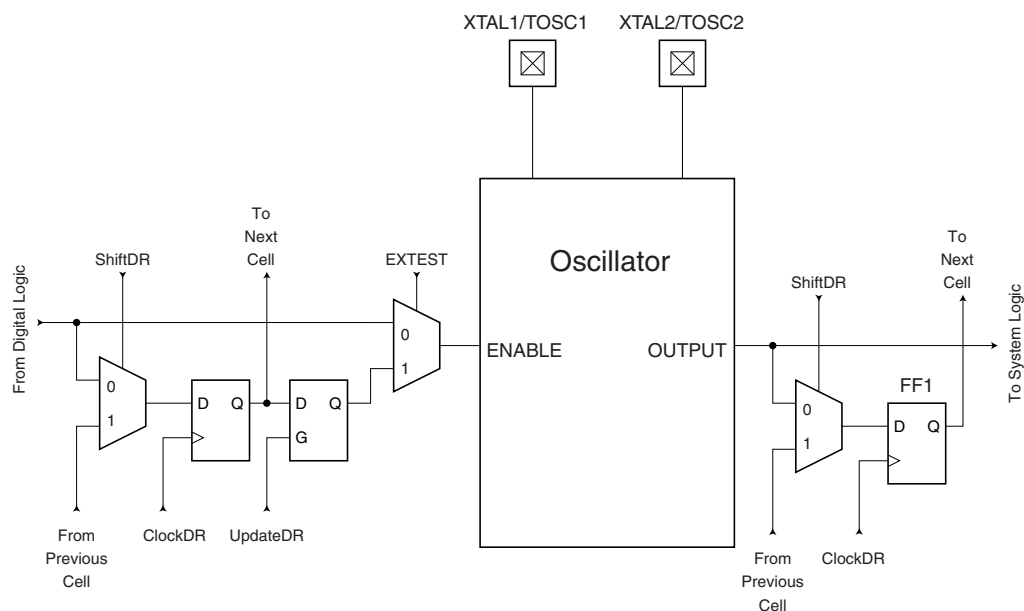 XTAL1/TOSC1
XTAL2/TOSC2
To
Next
Cell
ShiftDR
EXTEST
From Digital Logic
0
1
D Q
D Q
G
0
1
From
Previous
Cell
ClockDR
UpdateDR
Oscillator
ENABLE
OUTPUT
To
Next
Cell
ShiftDR
0
1
FF1
D Q
From
Previous
Cell
ClockDR
To System Logic